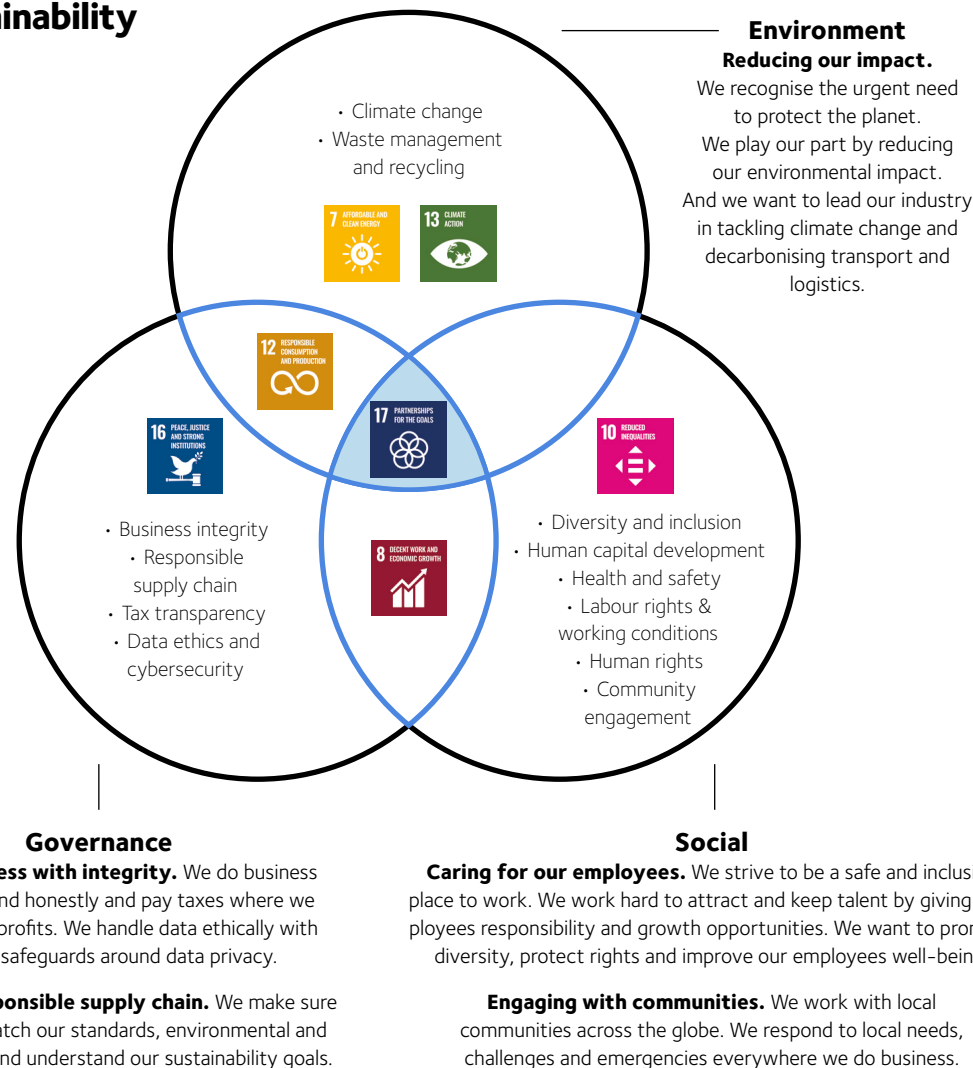 ainability
Environment
Reducing our impact.
We recognise the urgent need
to protect the planet.
We play our part by reducing
our environmental impact.
And we want to lead our industry
in tackling climate change and
decarbonising transport and
logistics.
• Climate change
• Waste management
and recycling
7 AFFORDABLE AND
CLEAN ENERGY
13 CLIMATE
ACTION
12 RESPONSIBLE
CONSUMPTION
AND PRODUCTION
17 PARTNERSHIPS
FOR THE GOALS
16 PEACE, JUSTICE
AND STRONG
INSTITUTIONS
10 REDUCED
INEQUALITIES
• Business integrity
• Responsible
supply chain
• Tax transparency
• Data ethics and
cybersecurity
8 DECENT WORK AND
ECONOMIC GROWTH
• Diversity and inclusion
• Human capital development
• Health and safety
• Labour rights &
working conditions
• Human rights
• Community
engagement
Governance
ess with integrity. We do business
nd honestly and pay taxes where we
profits. We handle data ethically with
safeguards around data privacy.
ponsible supply chain. We make sure
atch our standards, environmental and
nd understand our sustainability goals.
Social
Caring for our employees. We strive to be a safe and inclusi
place to work. We work hard to attract and keep talent by giving
ployees responsibility and growth opportunities. We want to pro
diversity, protect rights and improve our employees well-bein
Engaging with communities. We work with local
communities across the globe. We respond to local needs,
challenges and emergencies everywhere we do business.